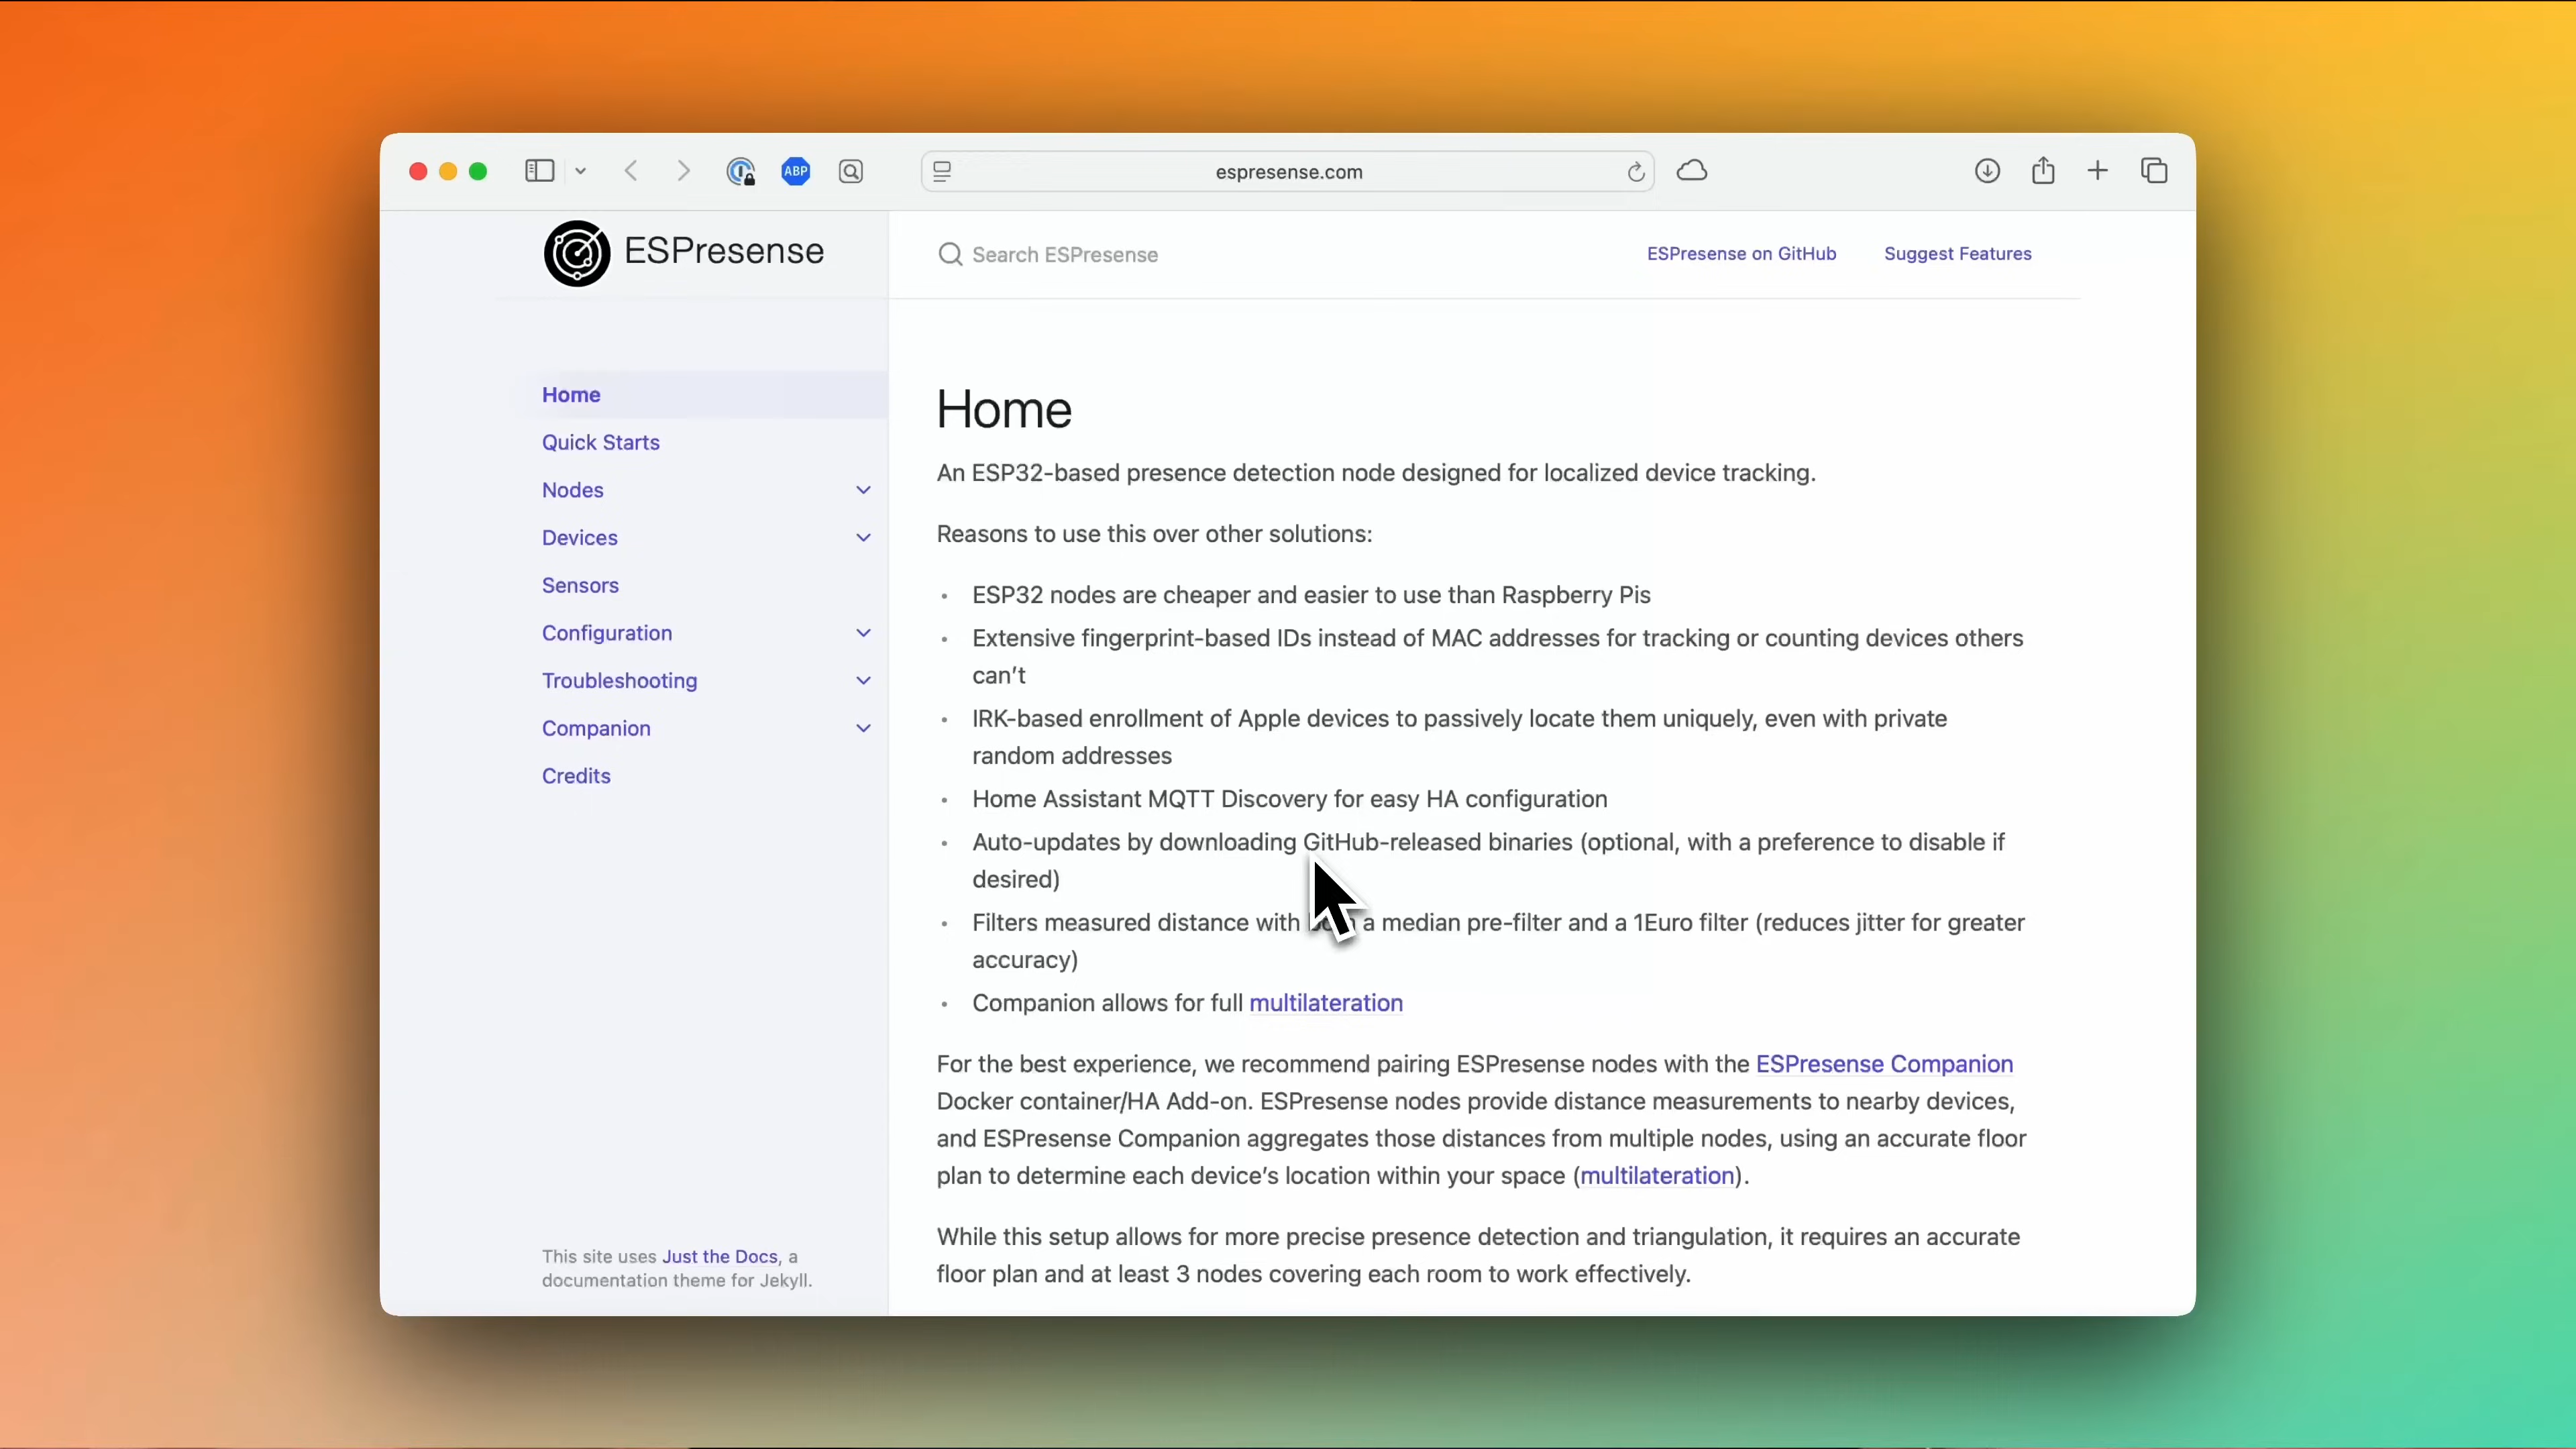 ABP
espresense.com
ESPresense
Search ESPresense
ESPresense on GitHub
Suggest Features
Home
Quick Starts
Nodes
Devices
Sensors
Configuration
Troubleshooting
Companion
Credits
This site uses Just the Docs, a
documentation theme for Jekyll.
Home
An ESP32-based presence detection node designed for localized device tracking.
Reasons to use this over other solutions:
• ESP32 nodes are cheaper and easier to use than Raspberry Pis
• Extensive fingerprint-based IDs instead of MAC addresses for tracking or counting devices others
can’t
• IRK-based enrollment of Apple devices to passively locate them uniquely, even with private
random addresses
• Home Assistant MQTT Discovery for easy HA configuration
• Auto-updates by downloading GitHub-released binaries (optional, with a preference to disable if
desired)
• Filters measured distance with a median pre-filter and a 1Euro filter (reduces jitter for greater
accuracy)
• Companion allows for full multilateration
For the best experience, we recommend pairing ESPresense nodes with the ESPresense Companion
Docker container/HA Add-on. ESPresense nodes provide distance measurements to nearby devices,
and ESPresense Companion aggregates those distances from multiple nodes, using an accurate floor
plan to determine each device’s location within your space (multilateration).
While this setup allows for more precise presence detection and triangulation, it requires an accurate
floor plan and at least 3 nodes covering each room to work effectively.